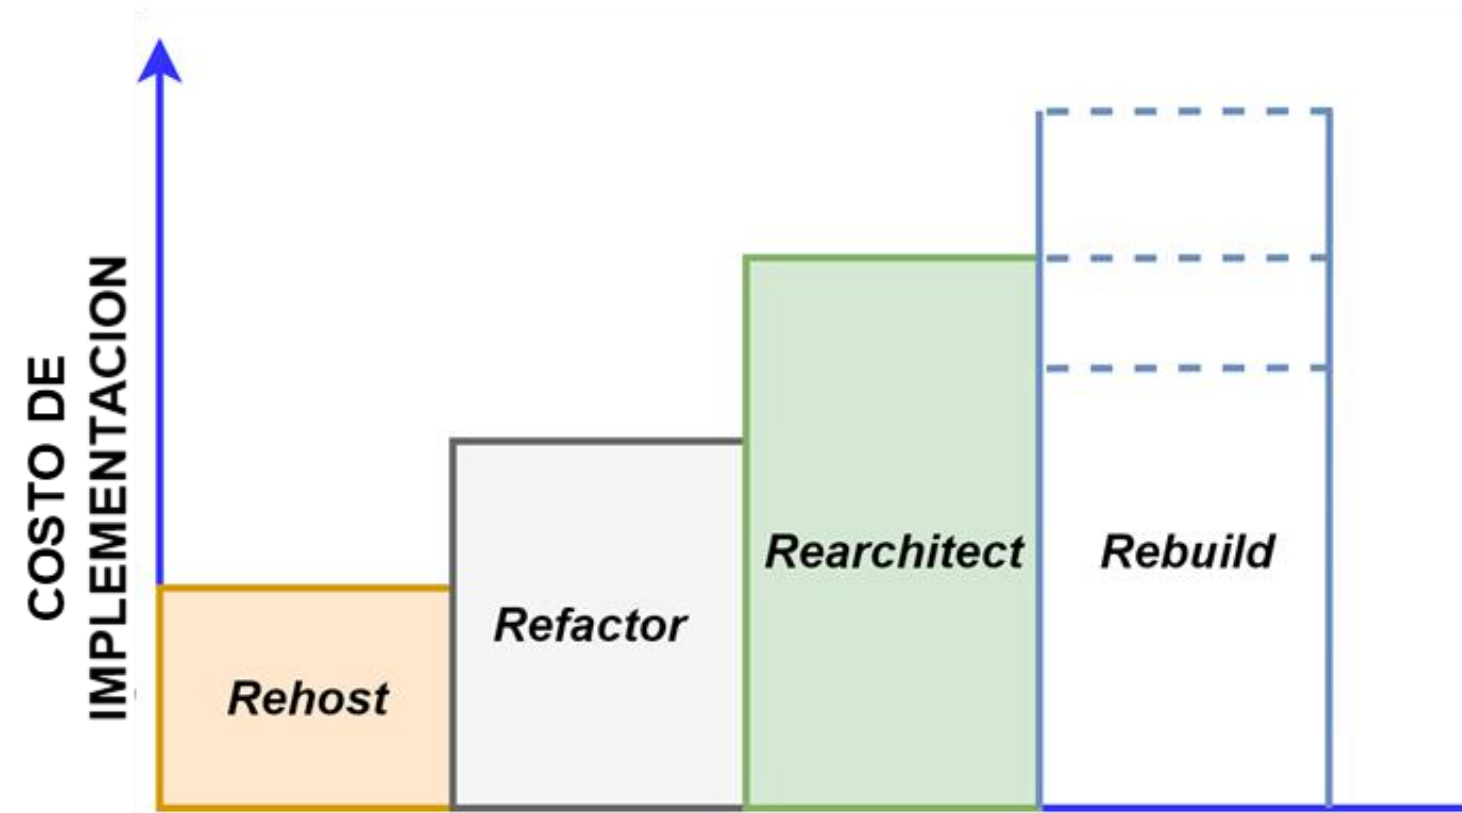 COSTO DE
IMPLEMENTACION
Rehost
Refactor
Rearchitect
Rebuild